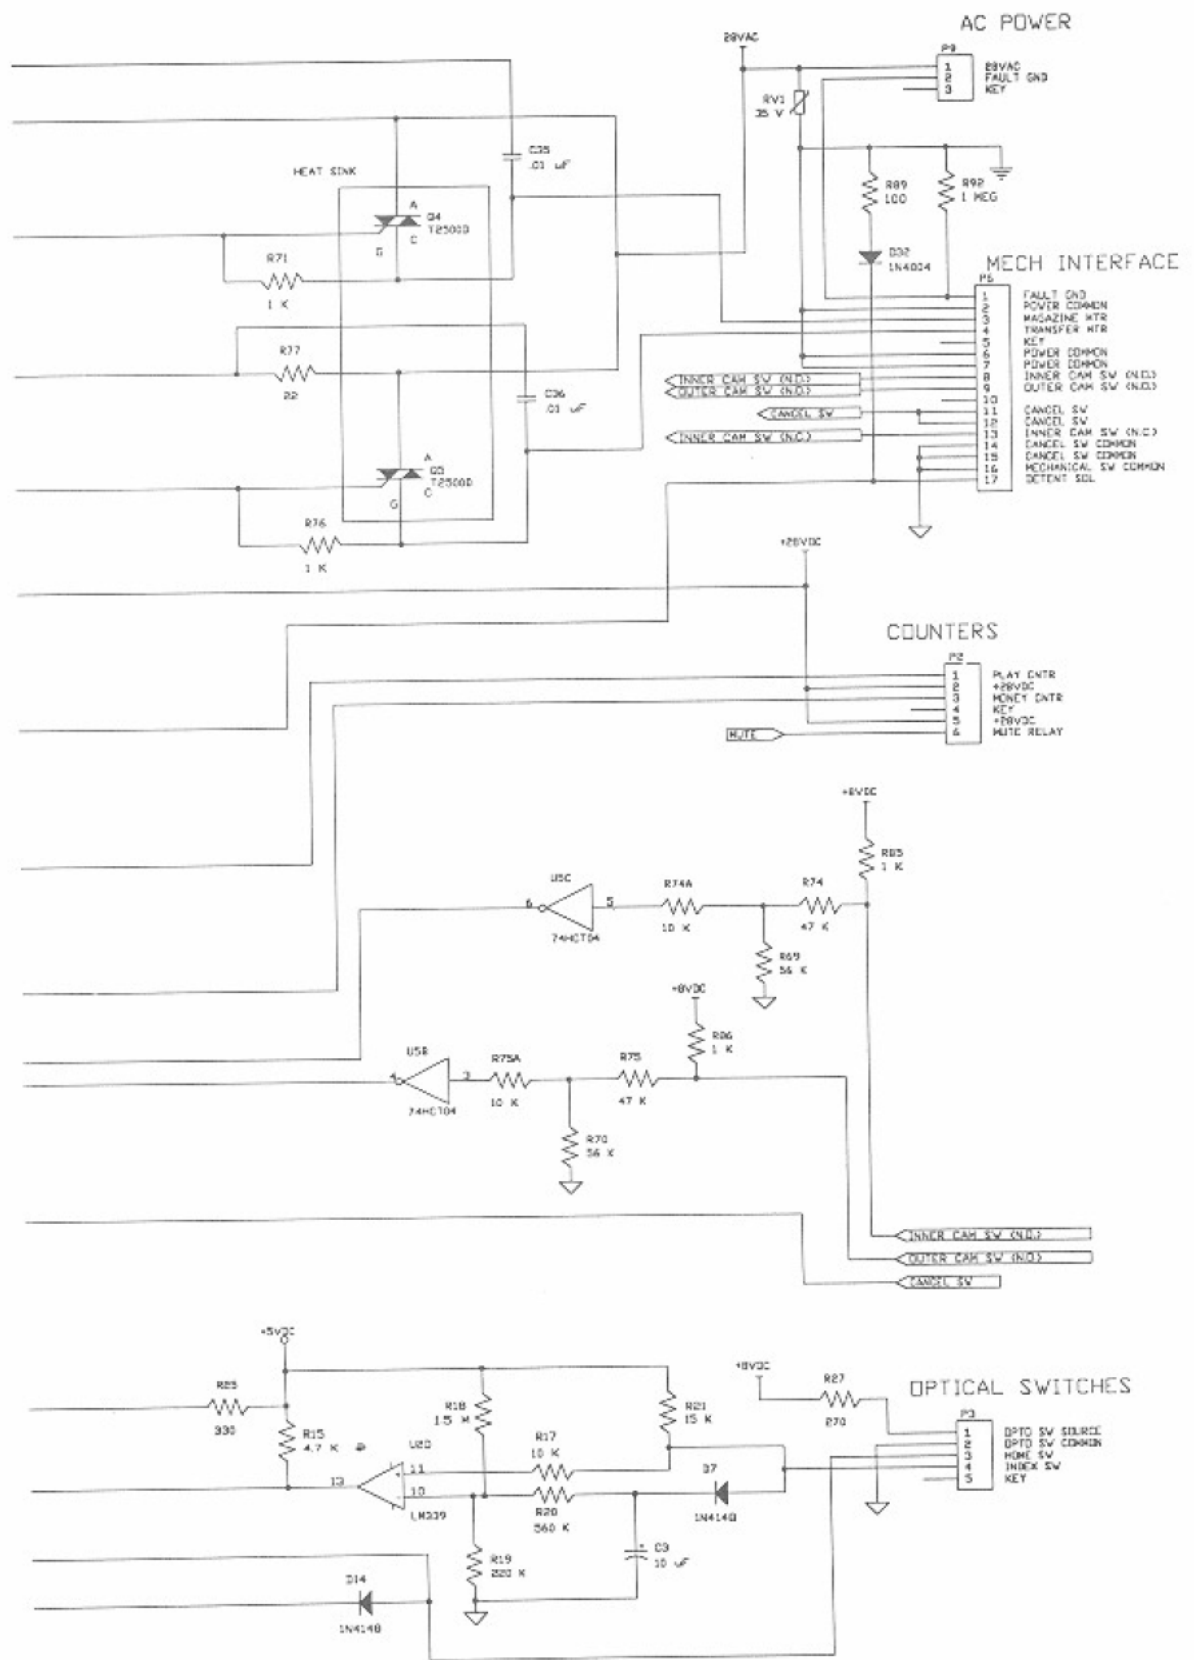 AC POWER
28VAC
P9
1 28VAC
2 FAULT GND
3 KEY
RV1
35 V
C35
.01 uF
HEAT SINK
R89
100
R92
1 MEG
A
Q4
T2500D
G C
D32
1N4004
R71
1 K
MECH INTERFACE
P6
1 FAULT GND
2 POWER COMMON
3 MAGAZINE MTR
4 TRANSFER MTR
5 KEY
6 POWER COMMON
7 POWER COMMON
8 INNER CAM SW (N.O.)
9 OUTER CAM SW (N.O.)
10
11 CANCEL SW
12 CANCEL SW
13 INNER CAM SW (N.C.)
14 CANCEL SW COMMON
15 CANCEL SW COMMON
16 MECHANICAL SW COMMON
17 DETENT SOL
R77
22
INNER CAM SW (N.O.)
OUTER CAM SW (N.O.)
CANCEL SW
INNER CAM SW (N.C.)
C36
.01 uF
A
Q5
T2500D
G C
R76
1 K
+28VDC
COUNTERS
P2
1 PLAY CNTR
2 +28VDC
3 MONEY CNTR
4 KEY
5 +28VDC
6 MUTE RELAY
MUTE
+8VDC
R85
1 K
U5C
6 5
74HCT04
R74A
10 K
R74
47 K
R69
56 K
+8VDC
R86
1 K
U5B
4 3
74HCT04
R75A
10 K
R75
47 K
R70
56 K
INNER CAM SW (N.O.)
OUTER CAM SW (N.O.)
CANCEL SW
+5VDC
R25
330
R15
4.7 K
R18
1.5 M
R21
15 K
+8VDC
R27
270
OPTICAL SWITCHES
P3
1 OPTO SW SOURCE
2 OPTO SW COMMON
3 HOME SW
4 INDEX SW
5 KEY
U2D
13 11 10
LM339
R17
10 K
R20
560 K
D7
1N4148
R19
220 K
C3
10 uF
D14
1N4148